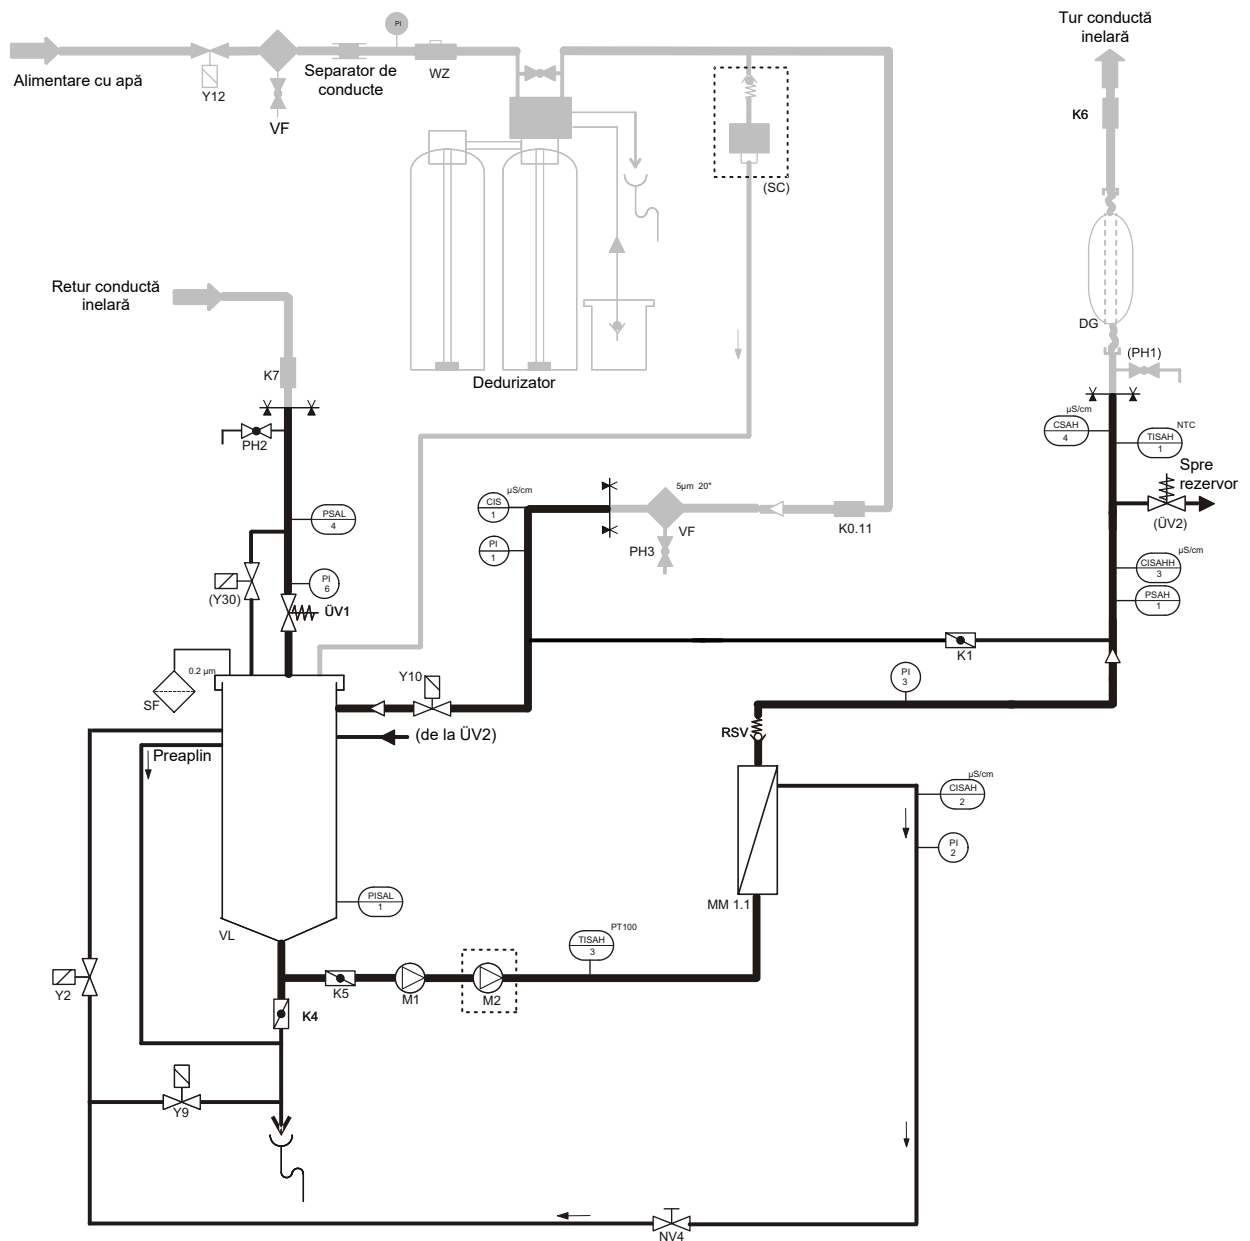 Tur conductă
inelară
PI
Separator de
conducte
WZ
Alimentare cu apă
Y12
VF
K6
(SC)
Retur conductă
inelară
DG
(PH1)
K7
Dedurizator
PH2
µS/cm
CSAH
4
NTC
TISAH
1
Spre
rezervor
(ÜV2)
PSAL
4
µS/cm
CIS
1
5µm 20"
VF
K0.11
PH3
PI
1
µS/cm
CISAHH
3
PSAH
1
(Y30)
PI
6
ÜV1
K1
0.2 µm
SF
Y10
PI
3
(de la ÜV2)
RSV
Preaplin
µS/cm
CISAH
2
PI
2
PISAL
1
MM 1.1
VL
PT100
TISAH
3
Y2
K5
M1
M2
K4
Y9
NV4